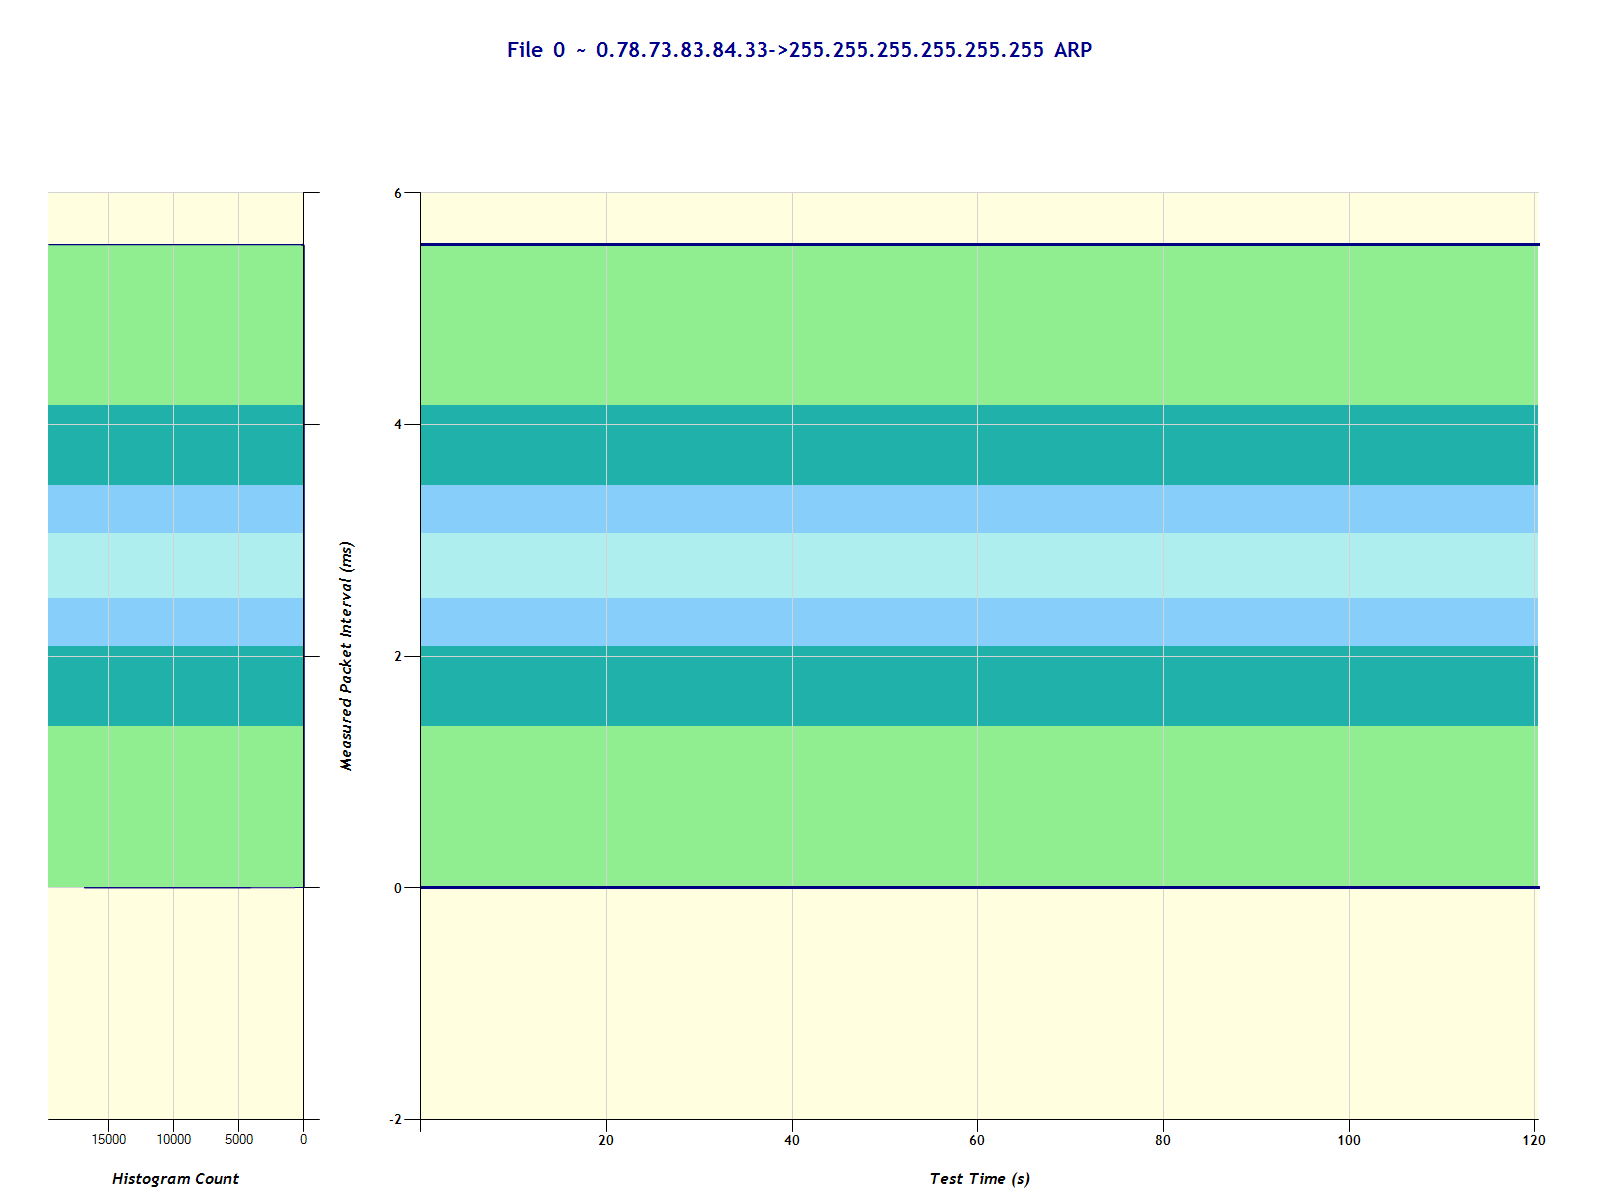 File 0 ~ 0.78.73.83.84.33->255.255.255.255.255.255 ARP
6
4
2
0
-2
Measured Packet Interval (ms)
15000 10000 5000 0
20 40 60 80 100 120
Histogram Count
Test Time (s)